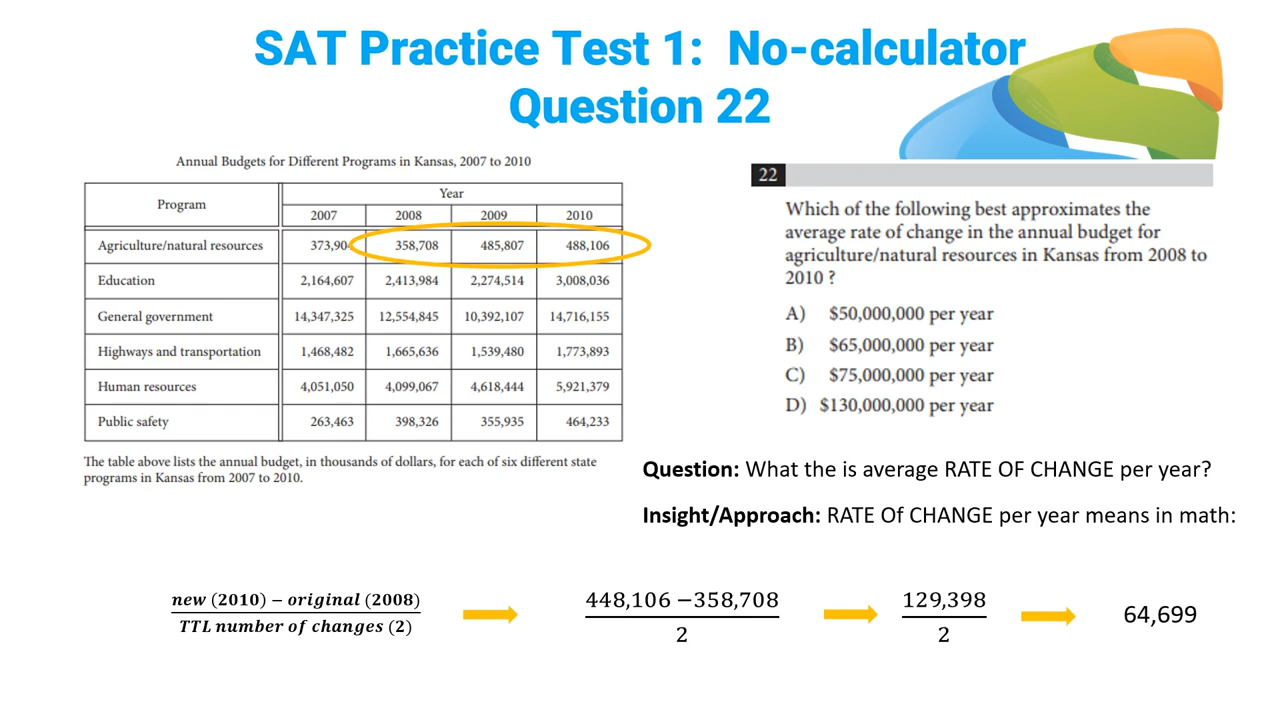 SAT Practice Test 1: No-calculator
Question 22
Annual Budgets for Different Programs in Kansas, 2007 to 2010
Program Year
2007 2008 2009 2010
Agriculture/natural resources 373,904 358,708 485,807 488,106
Education 2,164,607 2,413,984 2,274,514 3,008,036
General government 14,347,325 12,554,845 10,392,107 14,716,155
Highways and transportation 1,468,482 1,665,636 1,539,480 1,773,893
Human resources 4,051,050 4,099,067 4,618,444 5,921,379
Public safety 263,463 398,326 355,935 464,233
The table above lists the annual budget, in thousands of dollars, for each of six different state
programs in Kansas from 2007 to 2010.
22
Which of the following best approximates the
average rate of change in the annual budget for
agriculture/natural resources in Kansas from 2008 to
2010 ?
A) $50,000,000 per year
B) $65,000,000 per year
C) $75,000,000 per year
D) $130,000,000 per year
Question: What the is average RATE OF CHANGE per year?
Insight/Approach: RATE Of CHANGE per year means in math:
new (2010) − original (2008)
TTL number of changes (2)
448,106 −358,708
2
129,398
2
64,699